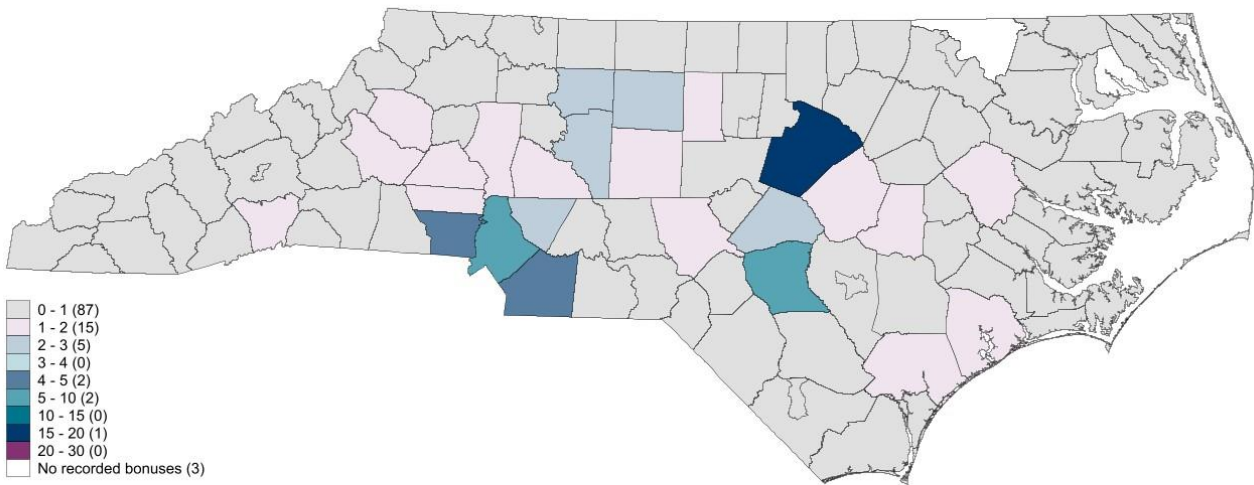 0 - 1 (87)
1 - 2 (15)
2 - 3 (5)
3 - 4 (0)
4 - 5 (2)
5 - 10 (2)
10 - 15 (0)
15 - 20 (1)
20 - 30 (0)
No recorded bonuses (3)